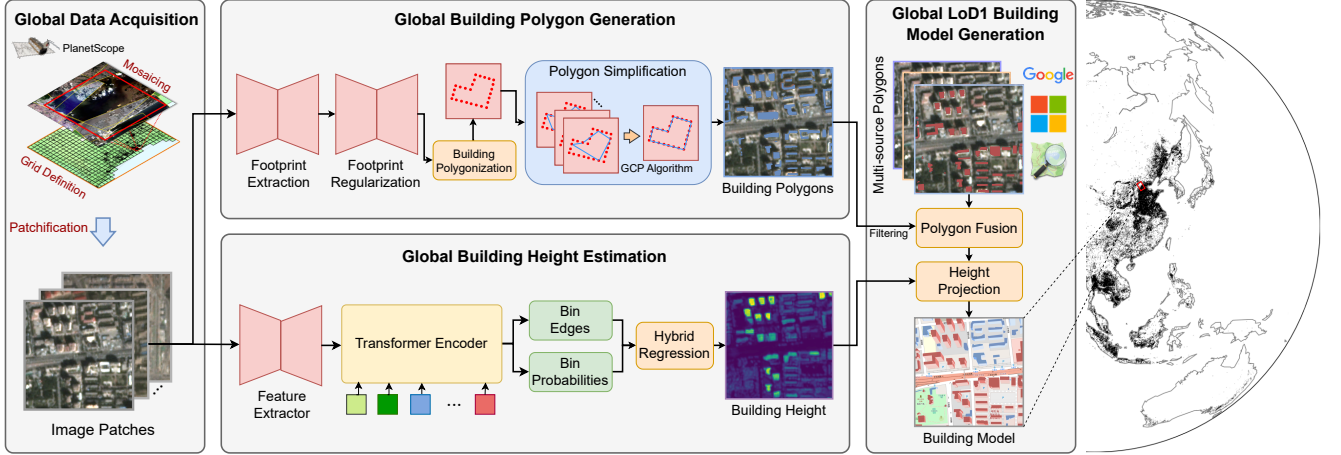 Global Data Acquisition
PlanetScope
Mosaicing
Grid Definition
Patchification
Image Patches
Global Building Polygon Generation
Footprint
Extraction
Footprint
Regularization
Building
Polygonization
Polygon Simplification
GCP Algorithm
Building Polygons
Global Building Height Estimation
Feature
Extractor
Transformer Encoder
...
Bin
Edges
Bin
Probabilities
Hybrid
Regression
Building Height
Global LoD1 Building
Model Generation
Multi-source Polygons
Google
Filtering
Polygon Fusion
Height
Projection
Building Model